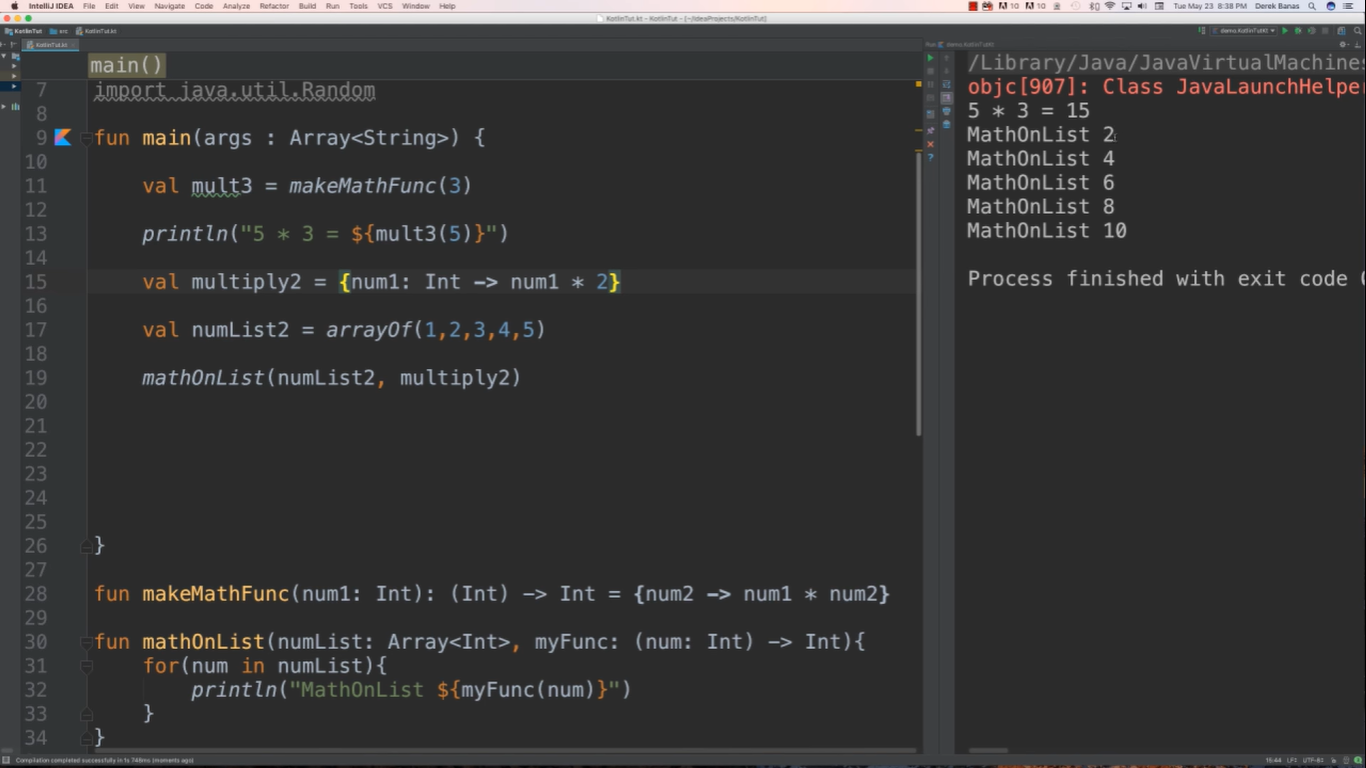 IntelliJ IDEA File Edit View Navigate Code Analyze Refactor Build Run Tools VCS Window Help 10 10 Tue May 23 8:38 PM Derek Banas
KotlinTut.kt - KotlinTut - [~/IdeaProjects/KotlinTut]
KotlinTut src KotlinTut.kt demo.KotlinTutKt
KotlinTut.kt
Run demo.KotlinTutKt
main()
7 import java.util.Random
8
9 fun main(args : Array<String>) {
10
11 val mult3 = makeMathFunc(3)
12
13 println("5 * 3 = ${mult3(5)}")
14
15 val multiply2 = {num1: Int -> num1 * 2}
16
17 val numList2 = arrayOf(1,2,3,4,5)
18
19 mathOnList(numList2, multiply2)
20
21
22
23
24
25
26 }
27
28 fun makeMathFunc(num1: Int): (Int) -> Int = {num2 -> num1 * num2}
29
30 fun mathOnList(numList: Array<Int>, myFunc: (num: Int) -> Int){
31 for(num in numList){
32 println("MathOnList ${myFunc(num)}")
33 }
34 }
/Library/Java/JavaVirtualMachines
objc[907]: Class JavaLaunchHelper
5 * 3 = 15
MathOnList 2
MathOnList 4
MathOnList 6
MathOnList 8
MathOnList 10
Process finished with exit code 0
Compilation completed successfully in 1s 748ms (moments ago) 15:44 LF UTF-8